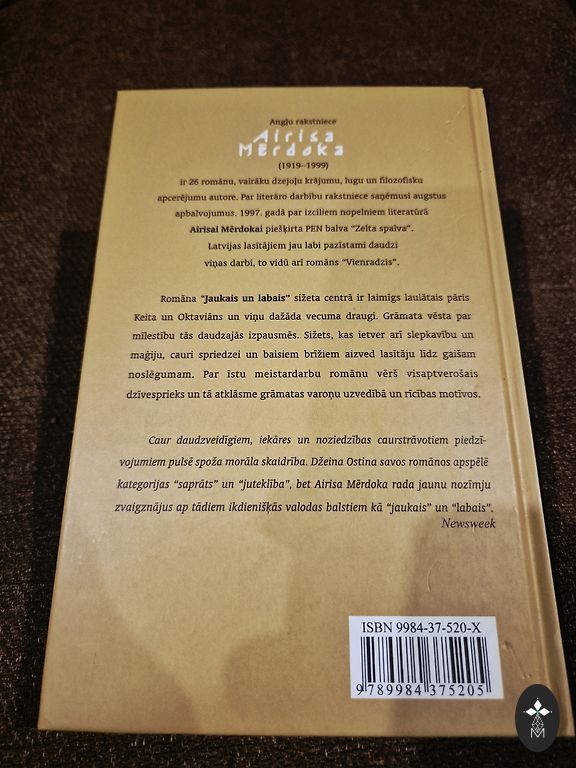 Angļu rakstniece
Airisa
Mērdoka
(1919–1999)
ir 26 romānu, vairāku dzejoļu krājumu, lugu un filozofisku
apcerējumu autore. Par literāro darbību rakstniece saņēmusi augstus
apbalvojumus. 1997. gadā par izciliem nopelniem literatūrā
Airisai Mērdokai piešķirta PEN balva “Zelta spalva”.
Latvijas lasītājiem jau labi pazīstami daudzi
viņas darbi, to vidū arī romāns “Vienradzis”.
Romāna “Jaukais un labais” sižeta centrā ir laimīgs laulātais pāris
Keita un Oktaviāns un viņu dažāda vecuma draugi. Grāmata vēsta par
mīlestību tās daudzajās izpausmēs. Sižets, kas ietver arī slepkavību un
maģiju, cauri spriedzei un baisiem brīžiem aizved lasītāju līdz gaišam
noslēgumam. Par īstu meistardarbu romānu vērš visaptverošais
dzīvesprieks un tā atklāsme grāmatas varoņu uzvedībā un rīcības motīvos.
Caur daudzveidīgiem, iekāres un noziedzības caurstrāvotiem piedzī-
vojumiem pulsē spoža morāla skaidrība. Džeina Ostina savos romānos apspēlē
kategorijas “saprāts” un “juteklība”, bet Airisa Mērdoka rada jaunu nozīmju
zvaigznājus ap tādiem ikdienišķās valodas balstiem kā “jaukais” un “labais”.
Newsweek
ISBN 9984-37-520-X
9 789984 375205
M